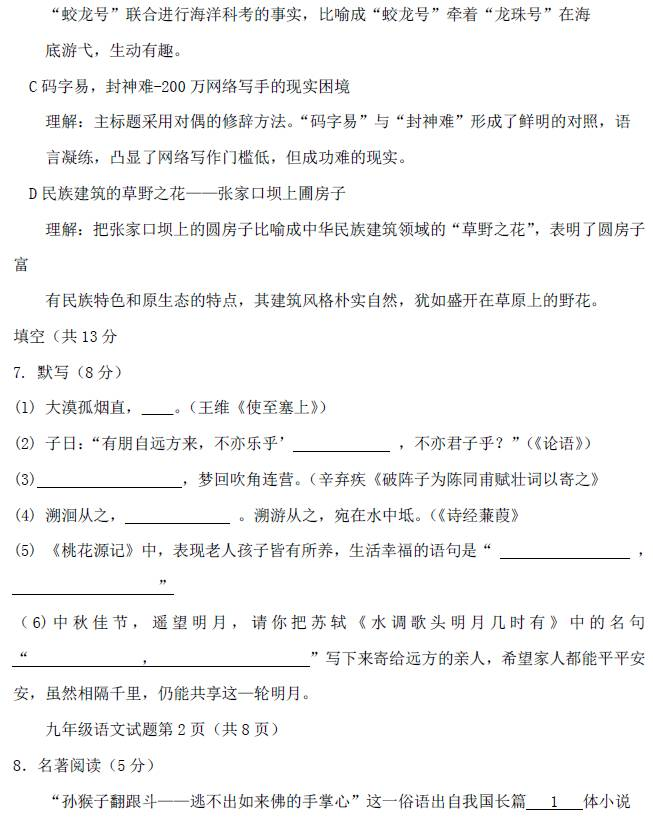 “蛟龙号”联合进行海洋科考的事实，比喻成“蛟龙号”牵着“龙珠号”在海
底游弋，生动有趣。
C 码字易，封神难-200 万网络写手的现实困境
理解：主标题采用对偶的修辞方法。“码字易”与“封神难”形成了鲜明的对照，语
言凝练，凸显了网络写作门槛低，但成功难的现实。
D 民族建筑的草野之花——张家口坝上圃房子
理解：把张家口坝上的圆房子比喻成中华民族建筑领域的“草野之花”，表明了圆房子
富
有民族特色和原生态的特点，其建筑风格朴实自然，犹如盛开在草原上的野花。
填空（共 13 分
7. 默写（8 分）
(1) 大漠孤烟直，____。（王维《使至塞上》）
(2) 子日：“有朋自远方来，不亦乐乎’____________ ，不亦君子乎？”（《论语》）
(3)__________________，梦回吹角连营。（辛弃疾《破阵子为陈同甫赋壮词以寄之》
(4) 溯洄从之，_____________ 。溯游从之，宛在水中坻。（《诗经蒹葭》
(5) 《桃花源记》中，表现老人孩子皆有所养，生活幸福的语句是“ ________________ ，
__________________”
（6）中秋佳节，遥望明月，请你把苏轼《水调歌头明月几时有》中的名句
“______________，____________________”写下来寄给远方的亲人，希望家人都能平平安
安，虽然相隔千里，仍能共享这—轮明月。
九年级语文试题第 2 页（共 8 页）
8. 名著阅读（5 分）
“孙猴子翻跟斗——逃不出如来佛的手掌心”这一俗语出自我国长篇___1___体小说